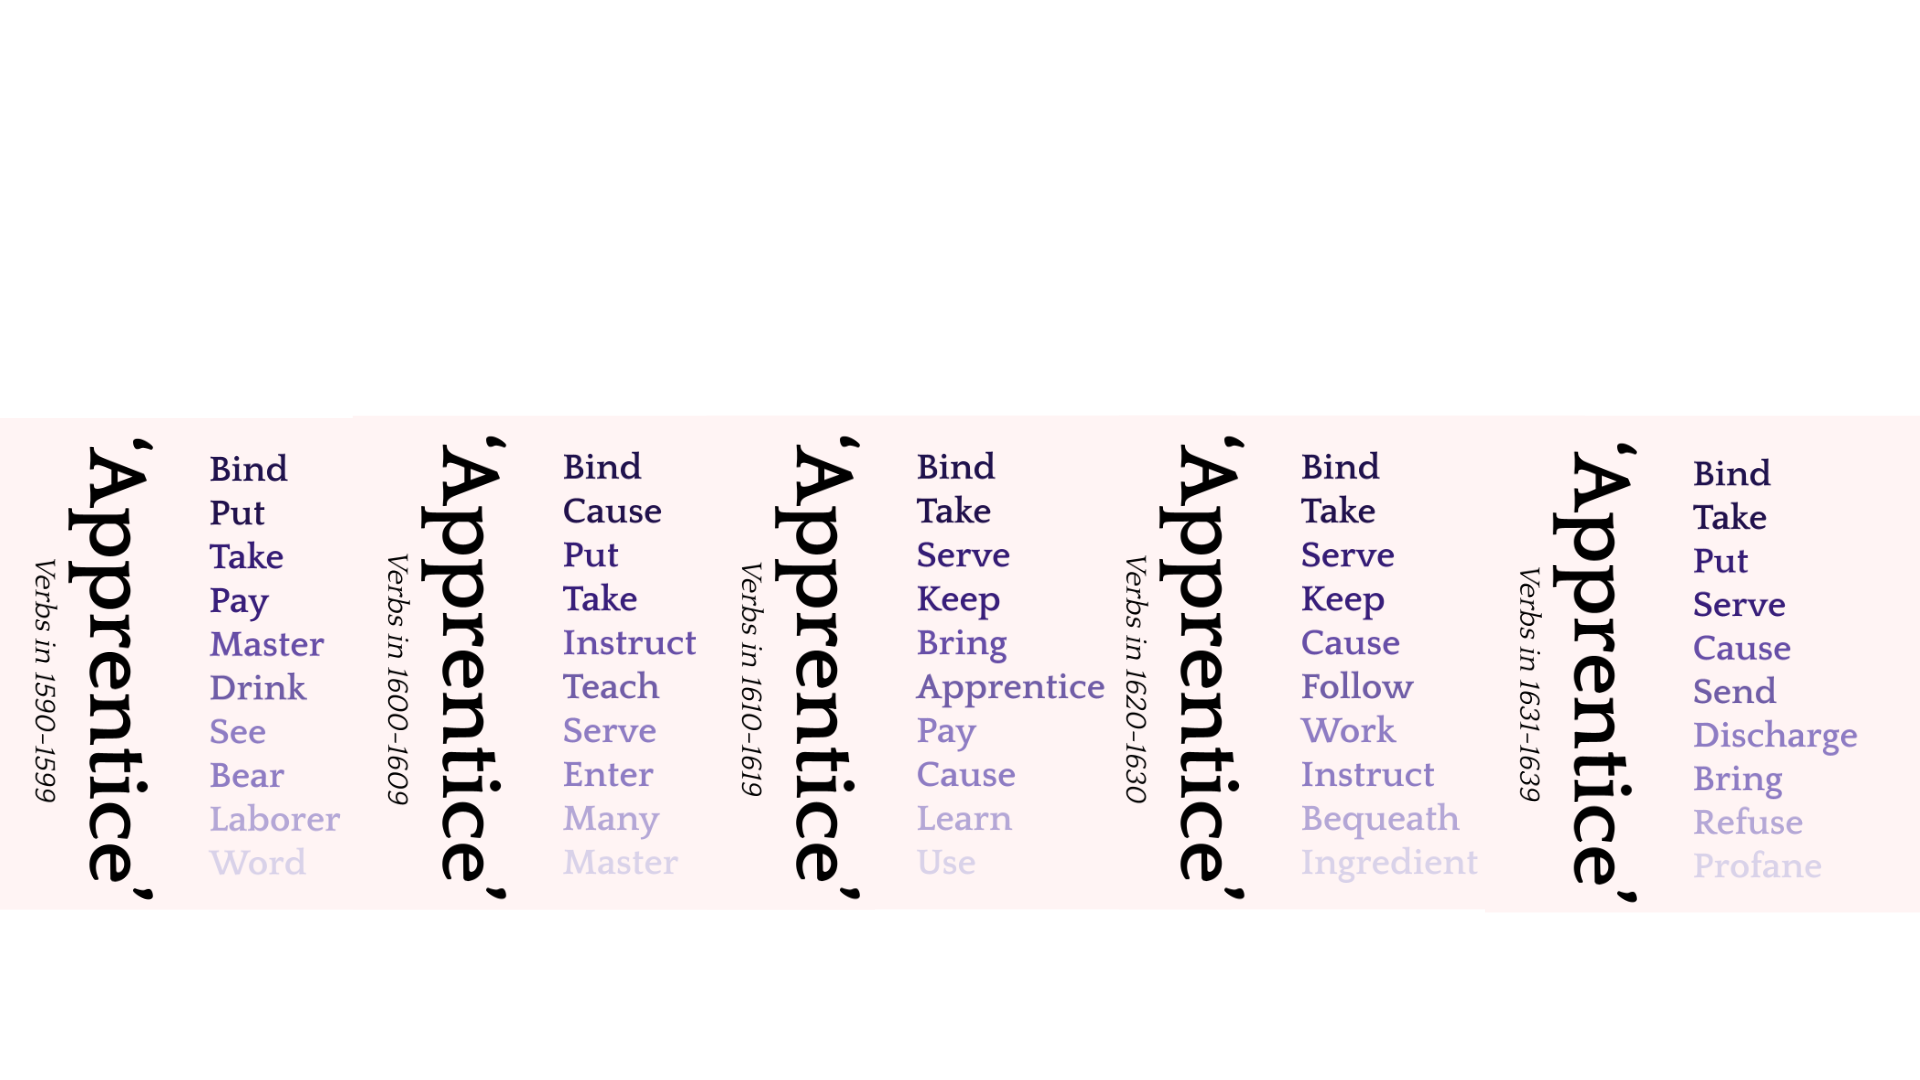 ‘Apprentice’
Verbs in 1590-1599
Bind
Put
Take
Pay
Master
Drink
See
Bear
Laborer
Word
‘Apprentice’
Verbs in 1600-1609
Bind
Cause
Put
Take
Instruct
Teach
Serve
Enter
Many
Master
‘Apprentice’
Verbs in 1610-1619
Bind
Take
Serve
Keep
Bring
Apprentice
Pay
Cause
Learn
Use
‘Apprentice’
Verbs in 1620-1630
Bind
Take
Serve
Keep
Cause
Follow
Work
Instruct
Bequeath
Ingredient
‘Apprentice’
Verbs in 1631-1639
Bind
Take
Put
Serve
Cause
Send
Discharge
Bring
Refuse
Profane